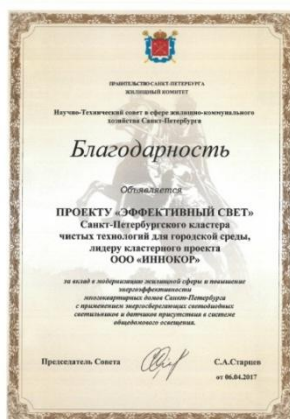 ПРАВИТЕЛЬСТВО САНКТ-ПЕТЕРБУРГА
ЖИЛИЩНЫЙ КОМИТЕТ
Научно-Технический совет в сфере жилищно-коммунального
хозяйства Санкт-Петербурга
Благодарность
Объявляется
ПРОЕКТУ «ЭФФЕКТИВНЫЙ СВЕТ»
Санкт-Петербургского кластера
чистых технологий для городской среды,
лидеру кластерного проекта
ООО «ИННОКОР»
за вклад в модернизацию жилищной сферы и повышение
энергоэффективности
многоквартирных домов Санкт-Петербурга
с применением энергосберегающих светодиодных
светильников и датчиков присутствия в системе
общедомового освещения.
Председатель Совета С.А.Старцев
от 06.04.2017